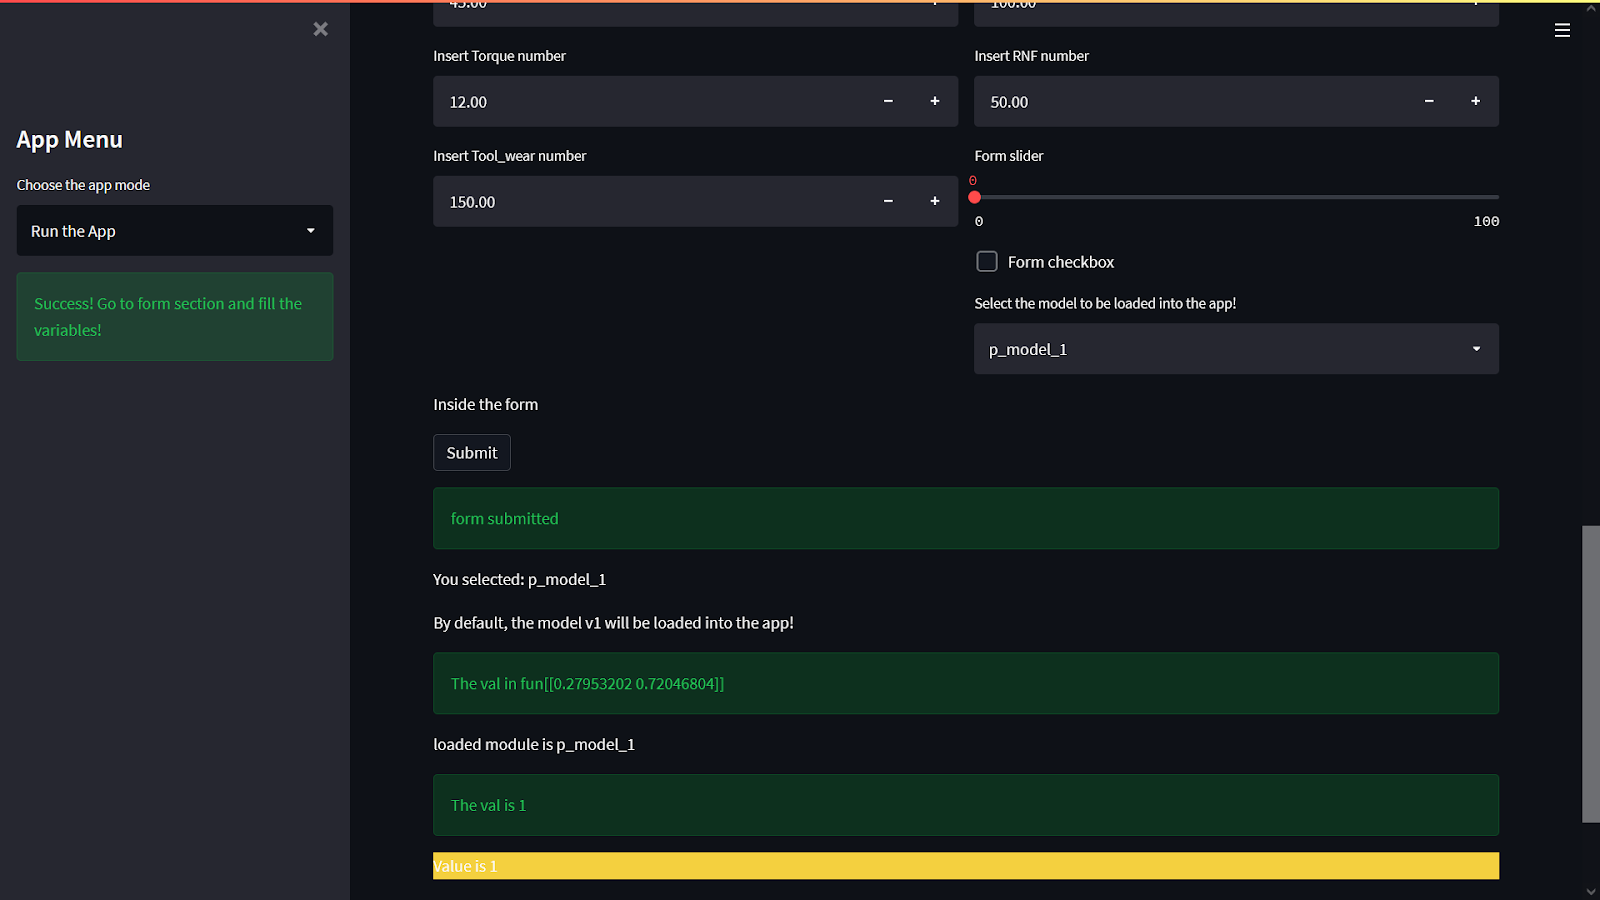 App Menu
Choose the app mode
Run the App
Success! Go to form section and fill the
variables!
45.00
100.00
Insert Torque number
Insert RNF number
12.00
50.00
Insert Tool_wear number
Form slider
0
150.00
0
100
Form checkbox
Select the model to be loaded into the app!
p_model_1
Inside the form
Submit
form submitted
You selected: p_model_1
By default, the model v1 will be loaded into the app!
The val in fun[[0.27953202 0.72046804]]
loaded module is p_model_1
The val is 1
Value is 1